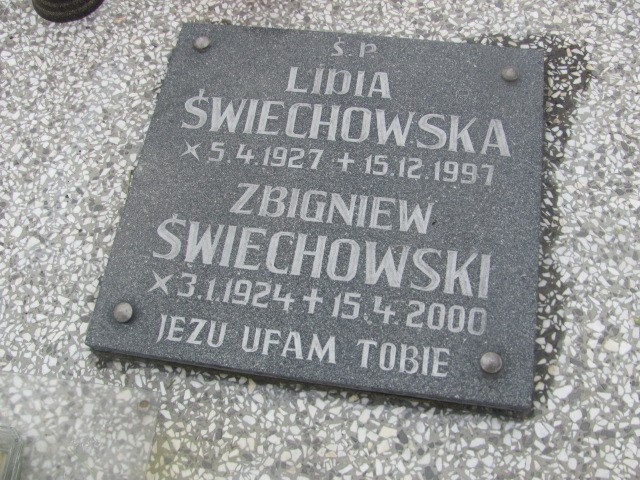 Ś.P.
LIDIA
ŚWIECHOWSKA
×5.4.1927 +15.12.1997
ZBIGNIEW
ŚWIECHOWSKI
×3.1.1924 +15.4.2000
JEZU UFAM TOBIE